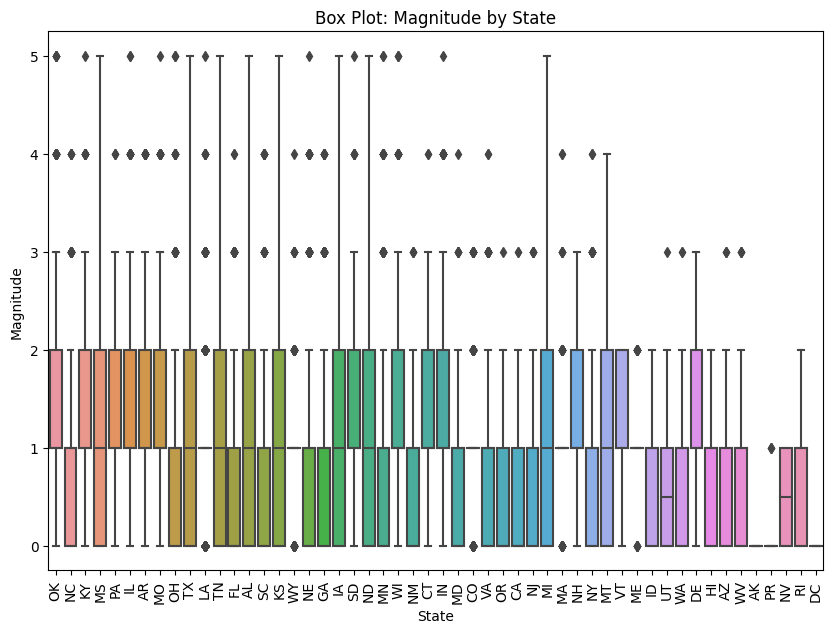 Box Plot: Magnitude by State
Magnitude
5
4
3
2
1
0
OK NC KY MS PA IL AR MO OH TX LA TN FL AL SC KS WY NE GA IA SD ND MN WI NM CT IN MD CO VA OR CA NJ MI MA NH NY MT VT ME ID UT WA DE HI AZ WV AK PR NV RI DC
State